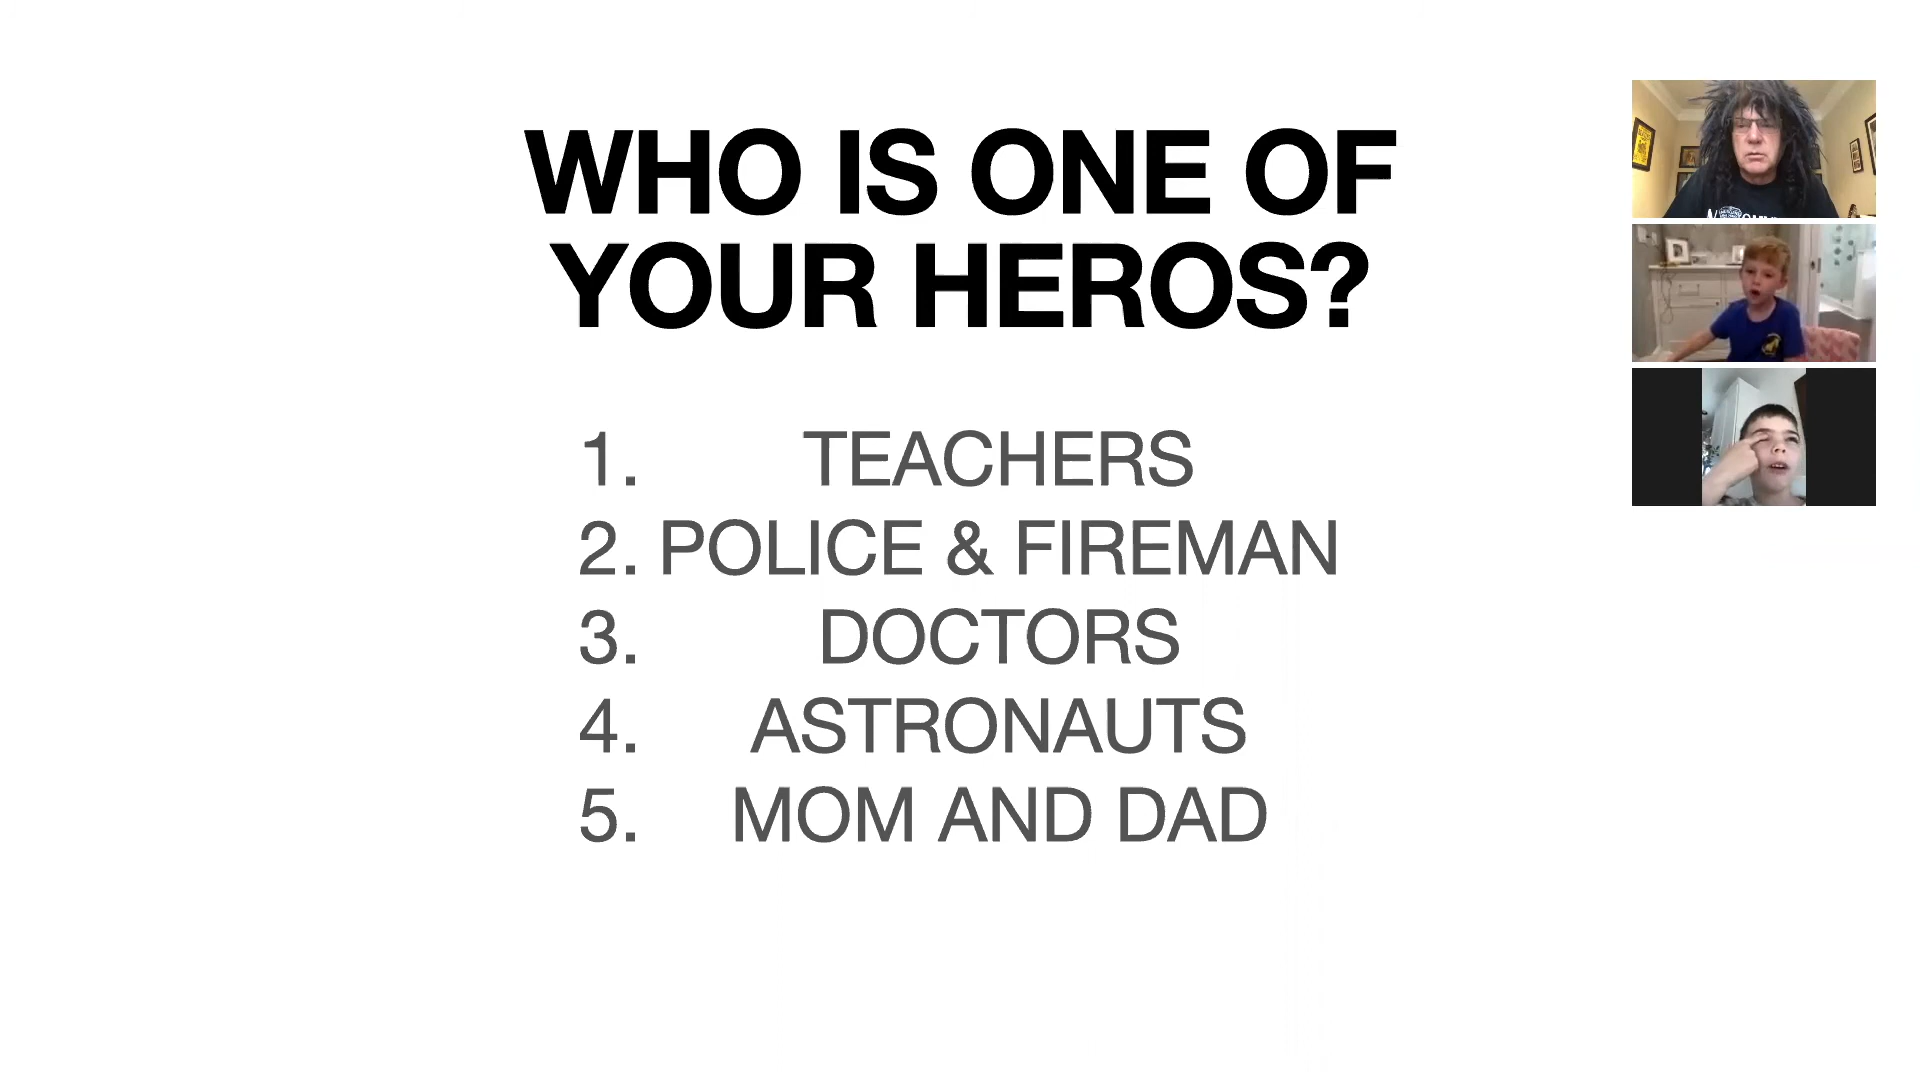 WHO IS ONE OF
YOUR HEROS?
1. TEACHERS
2. POLICE & FIREMAN
3. DOCTORS
4. ASTRONAUTS
5. MOM AND DAD